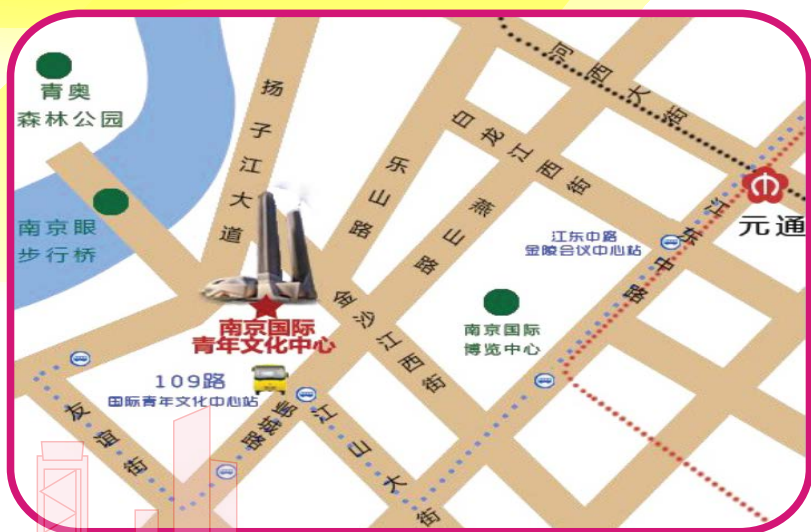 青奥
森林公园
扬子江大道
河西大街
白龙江西街
乐山路
燕山路
江东中路
元通
南京眼
步行桥
江东中路
金陵会议中心站
金沙江西街
南京国际
博览中心
南京国际
青年文化中心
109路
国际青年文化中心站
友谊街
江山大街